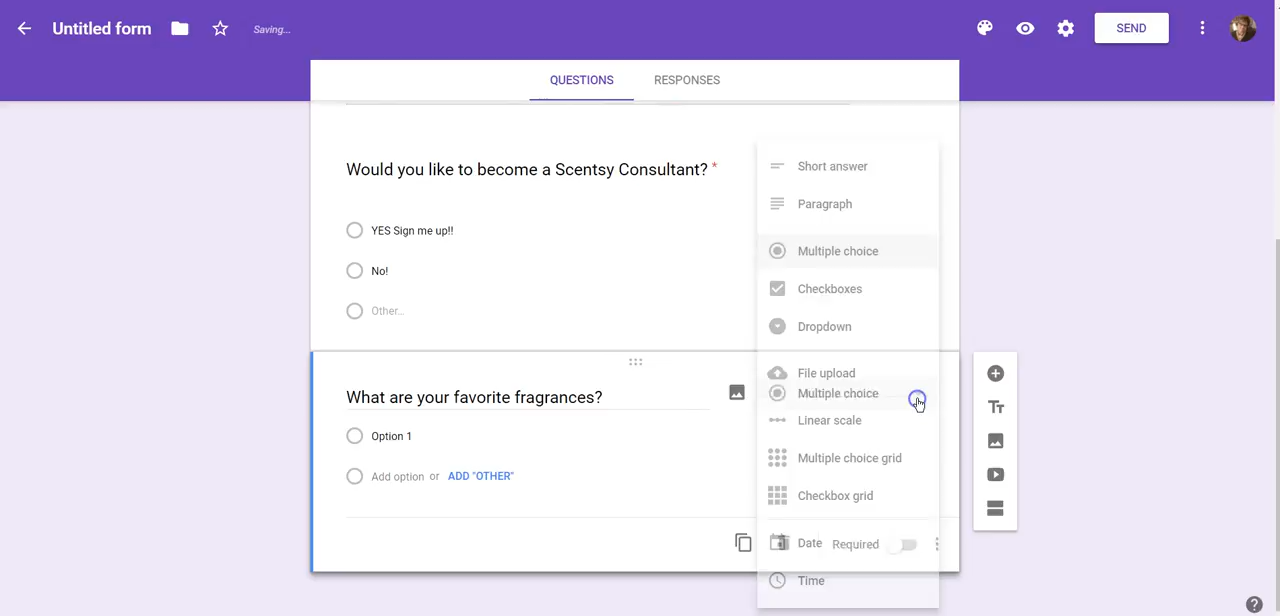 Untitled form
Saving...
SEND
QUESTIONS
RESPONSES
Would you like to become a Scentsy Consultant? *
YES Sign me up!!
No!
Other...
Short answer
Paragraph
Multiple choice
Checkboxes
Dropdown
File upload
Multiple choice
Linear scale
Multiple choice grid
Checkbox grid
Date
Time
What are your favorite fragrances?
Option 1
Add option or ADD "OTHER"
Required